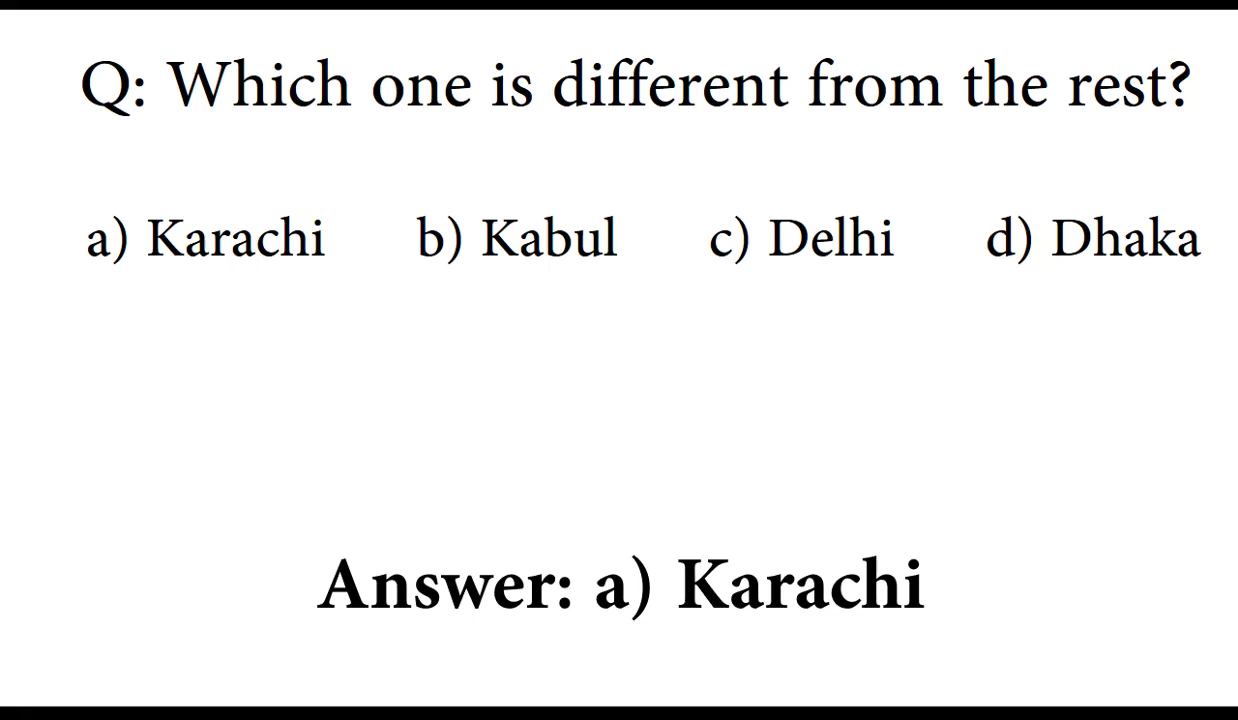 Q: Which one is different from the rest?
a) Karachi b) Kabul c) Delhi d) Dhaka
Answer: a) Karachi